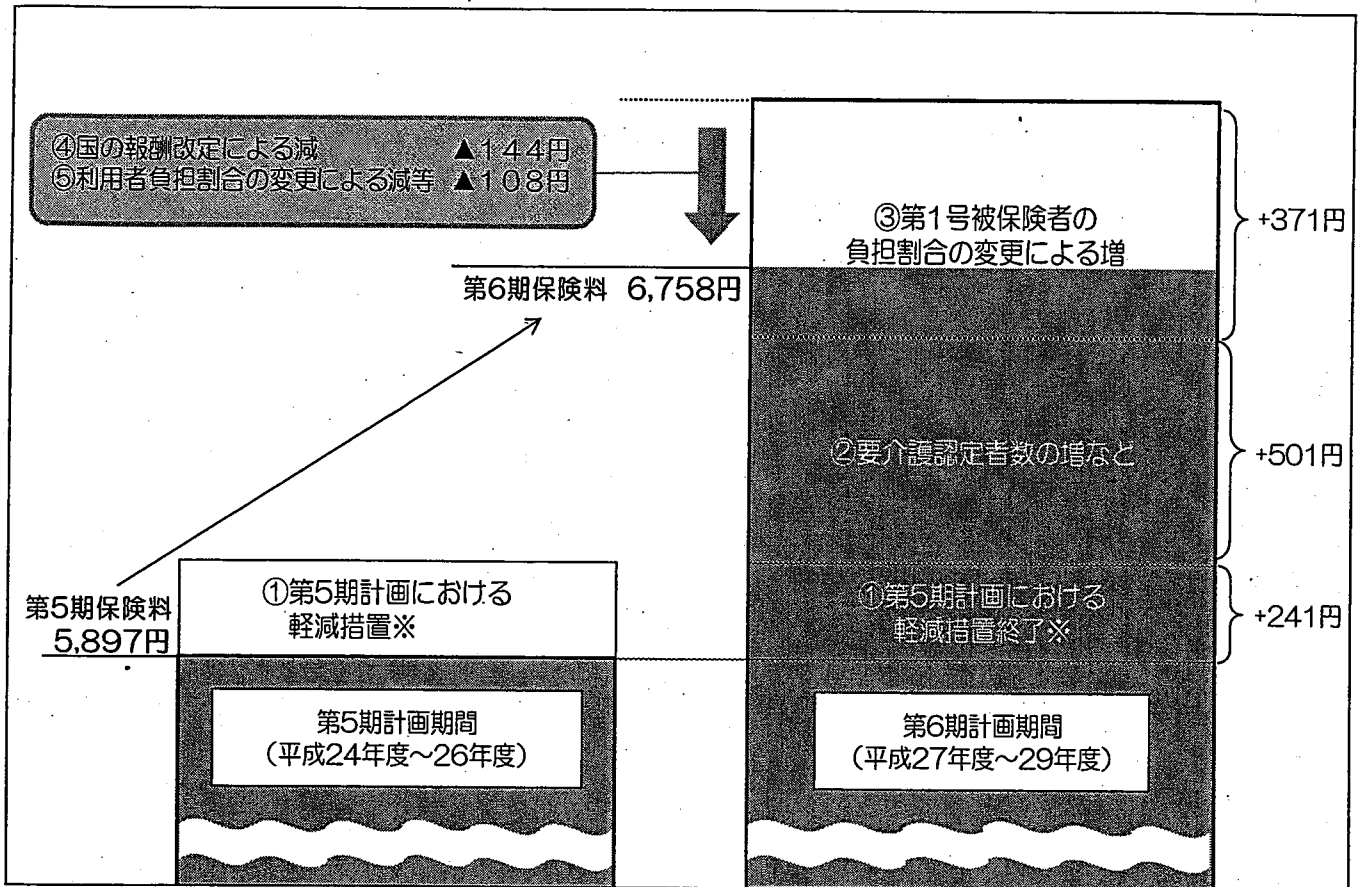 ④国の報酬改定による減 ▲144円
⑤利用者負担割合の変更による減等 ▲108円
③第1号被保険者の
負担割合の変更による増
+371円
第6期保険料 6,758円
②要介護認定者数の増など
+501円
第5期保険料
5,897円
①第5期計画における
軽減措置※
①第5期計画における
軽減措置終了※
+241円
第5期計画期間
(平成24年度~26年度)
第6期計画期間
(平成27年度~29年度)